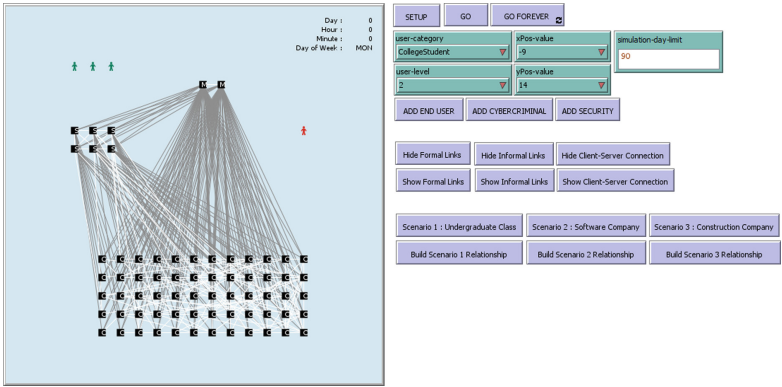 Day : 0
Hour : 0
Minute : 0
Day of Week : MON
M M
S S S
S S S
C C C C C C C C C C C C
C C C C C C C C C C C C
C C C C C C C C C C C C
C C C C C C C C C C C C
C C C C C C C C C C C C
SETUP GO GO FOREVER
user-category xPos-value simulation-day-limit
CollegeStudent -9 90
user-level yPos-value
2 14
ADD END USER ADD CYBERCRIMINAL ADD SECURITY
Hide Formal Links Hide Informal Links Hide Client-Server Connection
Show Formal Links Show Informal Links Show Client-Server Connection
Scenario 1 : Undergraduate Class Scenario 2 : Software Company Scenario 3 : Construction Company
Build Scenario 1 Relationship Build Scenario 2 Relationship Build Scenario 3 Relationship